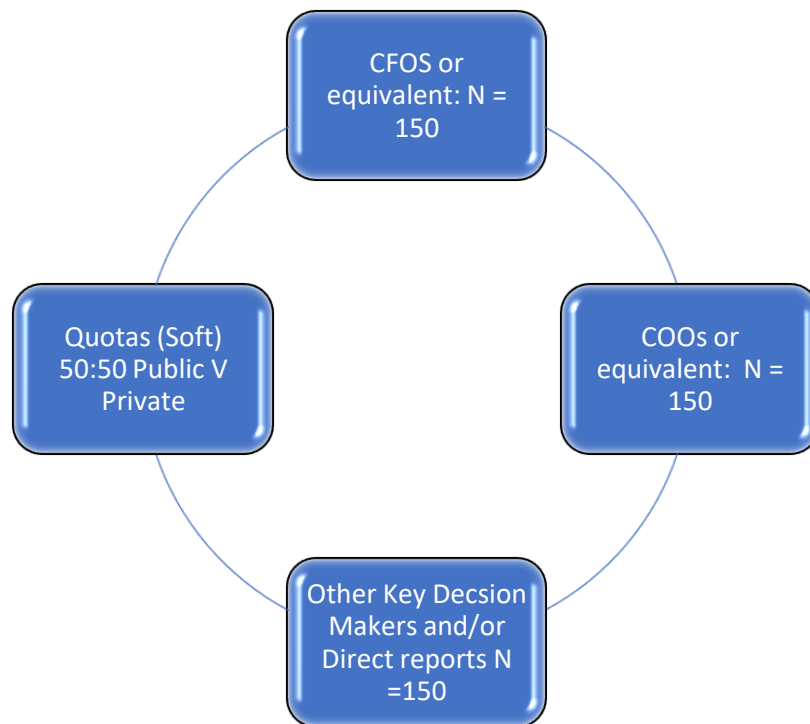 CFOS or
equivalent: N =
150
Quotas (Soft)
50:50 Public V
Private
COOs or
equivalent:  N =
150
Other Key Decsion
Makers and/or
Direct reports N
=150